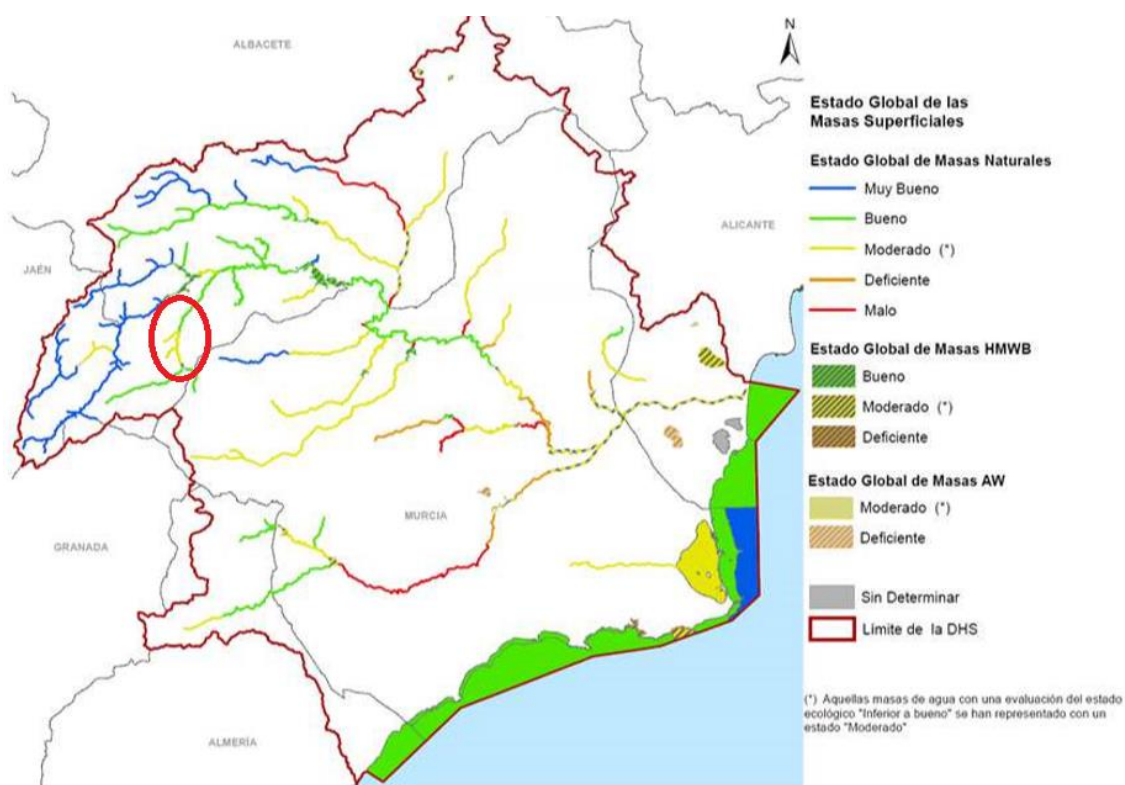 N
ALBACETE
ALICANTE
JAÉN
MURCIA
GRANADA
ALMERÍA
Estado Global de las
Masas Superficiales
Estado Global de Masas Naturales
Muy Bueno
Bueno
Moderado (*)
Deficiente
Malo
Estado Global de Masas HMWB
Bueno
Moderado (*)
Deficiente
Estado Global de Masas AW
Moderado (*)
Deficiente
Sin Determinar
Límite de la DHS
(*) Aquellas masas de agua con una evaluación del estado
ecológico "Inferior a bueno" se han representado con un
estado "Moderado"